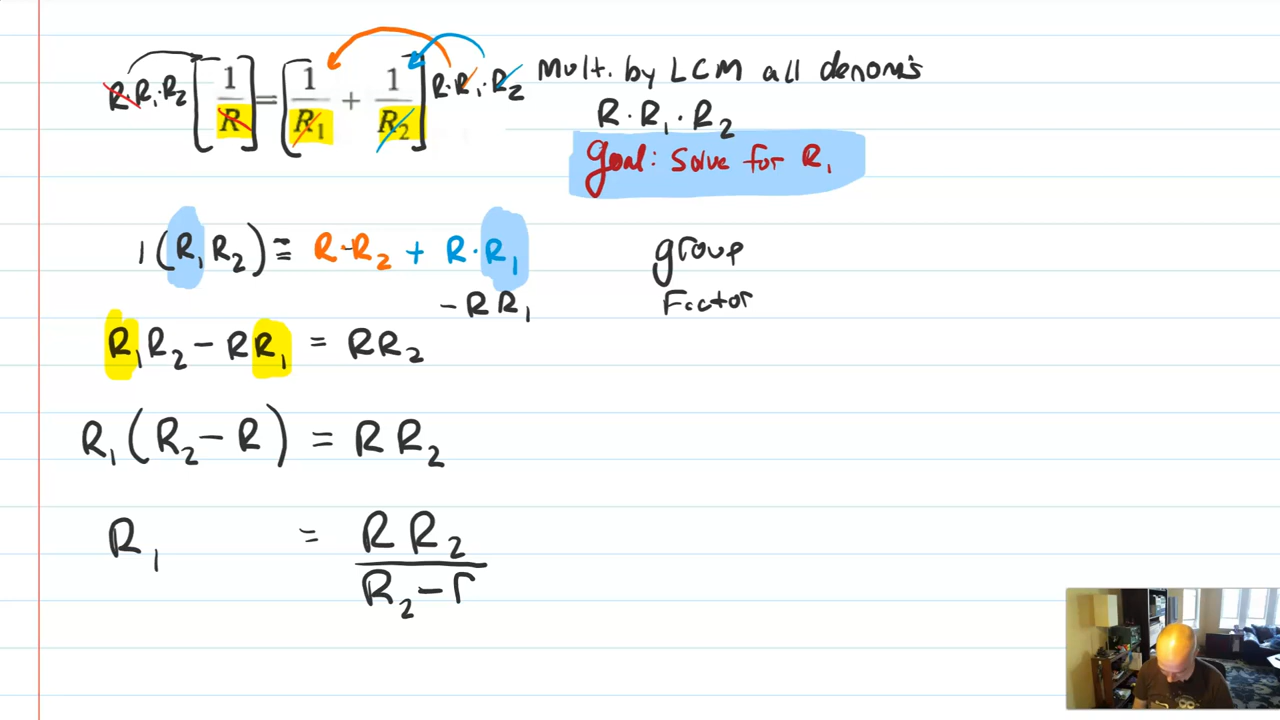 R·R₁·R₂ [1/R] = [1/R₁ + 1/R₂] R·R₁·R₂ Mult. by LCM all denom's
R·R₁·R₂
Goal: Solve for R₁
1(R₁R₂) = R·R₂ + R·R₁ group
-RR₁ Factor
R₁R₂ - RR₁ = RR₂
R₁(R₂ - R) = RR₂
R₁ = RR₂/R₂-